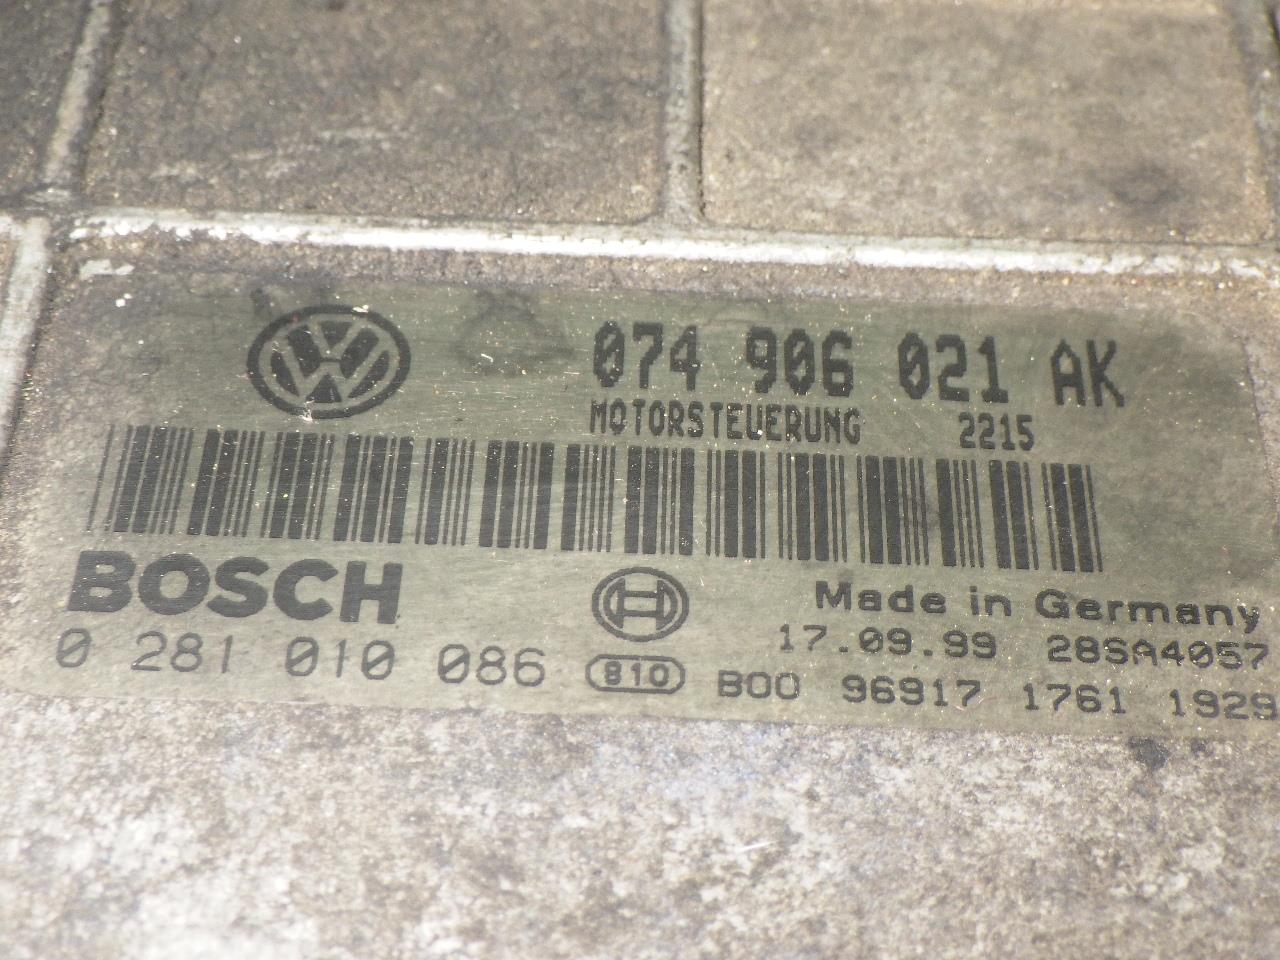 074 906 021 AK
MOTORSTEUERUNG 2215
BOSCH
Made in Germany
17.09.99 28SA4057
0 281 010 086 810 B00 96917 1761 1929